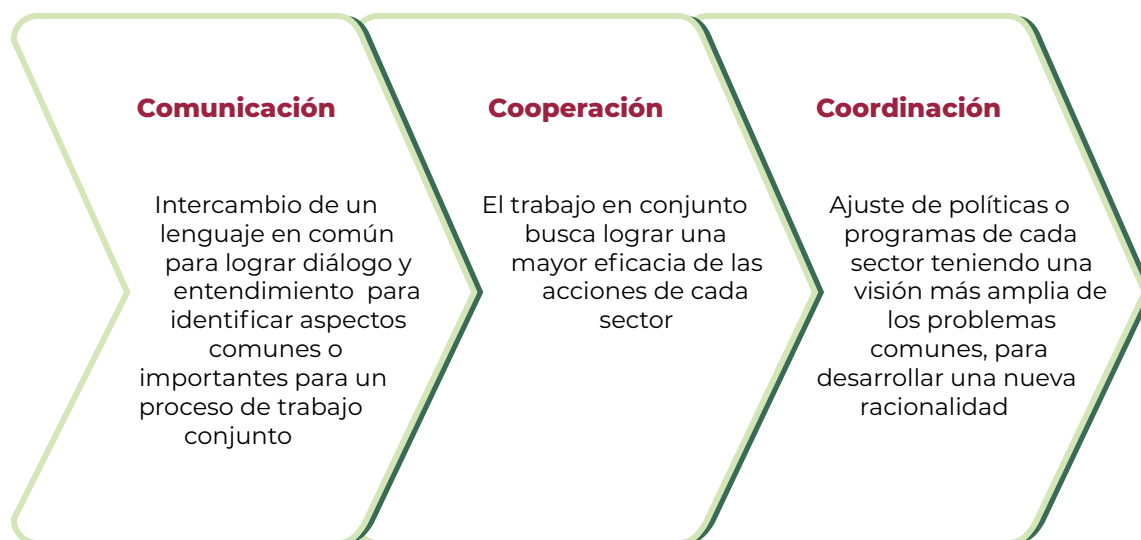 Comunicación
Intercambio de un
lenguaje en común
para lograr diálogo y
entendimiento para
identificar aspectos
comunes o
importantes para un
proceso de trabajo
conjunto
Cooperación
El trabajo en conjunto
busca lograr una
mayor eficacia de las
acciones de cada
sector
Coordinación
Ajuste de políticas o
programas de cada
sector teniendo una
visión más amplia de
los problemas
comunes, para
desarrollar una nueva
racionalidad